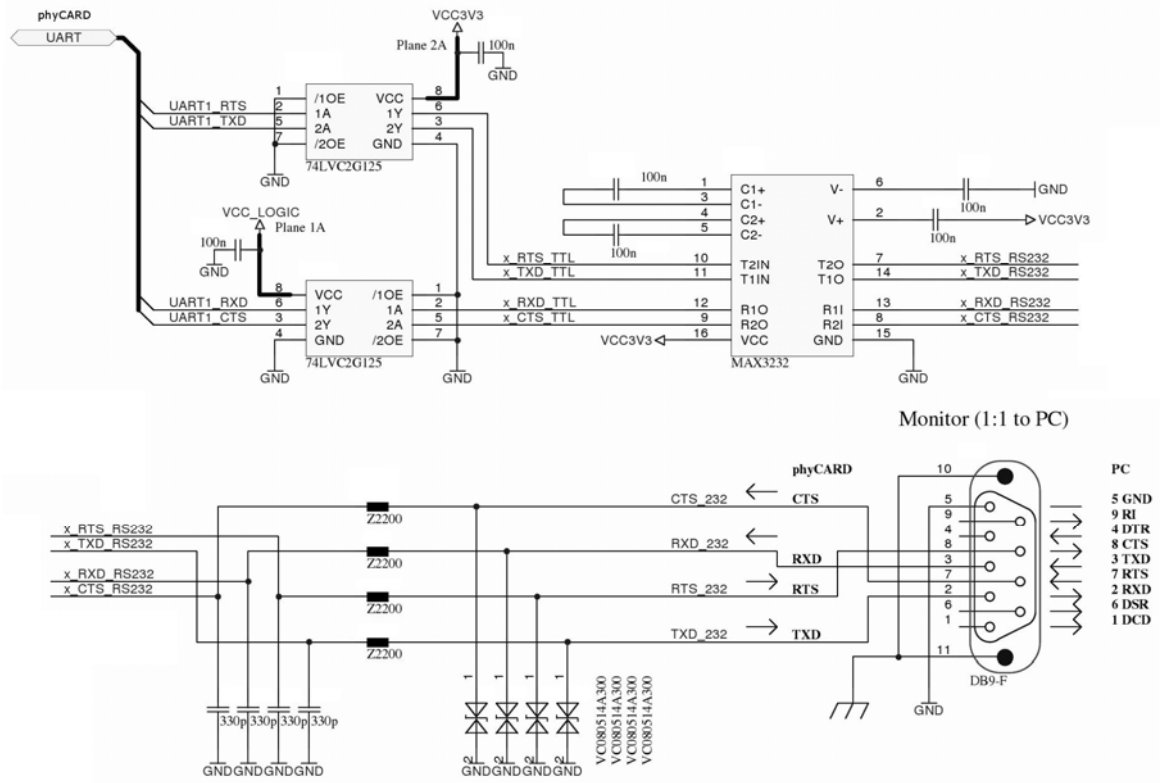 phyCARD
UART
VCC3V3
Plane 2A
100n
GND
1 /1OE VCC 8
UART1_RTS 2 1A 1Y 6
UART1_TXD 5 2A 2Y 3
7 /2OE GND 4
74LVC2G125
GND
VCC_LOGIC
Plane 1A
100n
GND
8 VCC /1OE 1
UART1_RXD 6 1Y 1A 2 x_RXD_TTL
UART1_CTS 3 2Y 2A 5 x_CTS_TTL
4 GND /2OE 7
74LVC2G125
GND
GND
x_RTS_TTL
x_TXD_TTL
100n
100n
1 C1+ V- 6 100n GND
3 C1-
4 C2+ V+ 2 100n VCC3V3
5 C2-
10 T2IN T2O 7 x_RTS_RS232
11 T1IN T1O 14 x_TXD_RS232
12 R1O R1I 13 x_RXD_RS232
9 R2O R2I 8 x_CTS_RS232
VCC3V3 16 VCC GND 15
MAX3232
GND
Monitor (1:1 to PC)
phyCARD
PC
10
CTS_232 CTS 5 5 GND
Z2200
9 9 RI
x_RTS_RS232 4 4 DTR
x_TXD_RS232 RXD_232 RXD 8 8 CTS
Z2200
3 3 TXD
x_RXD_RS232 7 7 RTS
x_CTS_RS232 RTS_232 RTS 2 2 RXD
Z2200
6 6 DSR
TXD_232 TXD 1 1 DCD
Z2200
11
DB9-F
GND
1 1 1 1
330p 330p 330p 330p
VC080514A300
VC080514A300
VC080514A300
VC080514A300
2 2 2 2
GND GND GND GND
GND GND GND GND